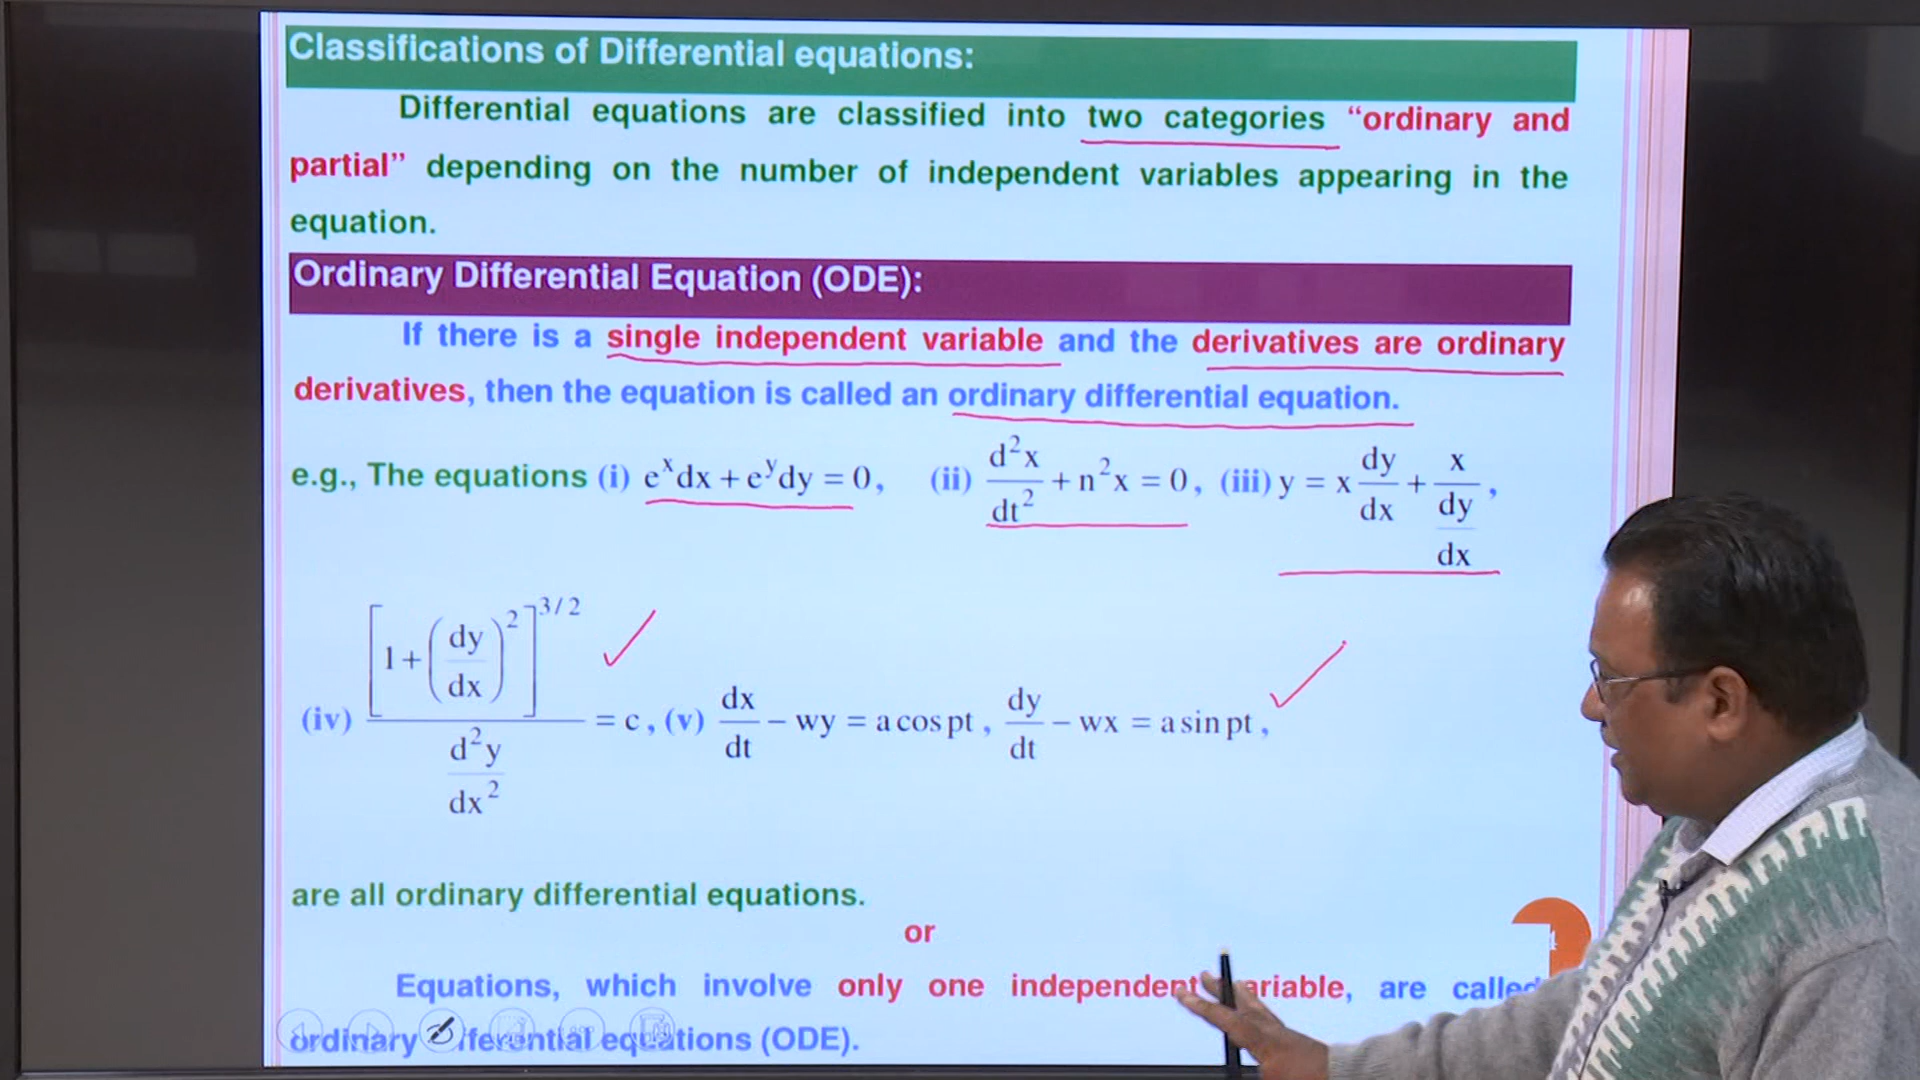 Classifications of Differential equations:
Differential equations are classified into two categories “ordinary and
partial” depending on the number of independent variables appearing in the
equation.
Ordinary Differential Equation (ODE):
If there is a single independent variable and the derivatives are ordinary
derivatives, then the equation is called an ordinary differential equation.
e.g., The equations (i) e^x dx + e^y dy = 0, (ii) d²x/dt² + n²x = 0, (iii) y = x dy/dx + x/(dy/dx),
(iv) [1+(dy/dx)²]^3/2 / (d²y/dx²) = c, (v) dx/dt − wy = a cos pt, dy/dt − wx = a sin pt,
are all ordinary differential equations.
or
Equations, which involve only one independent variable, are called
ordinary differential equations (ODE).